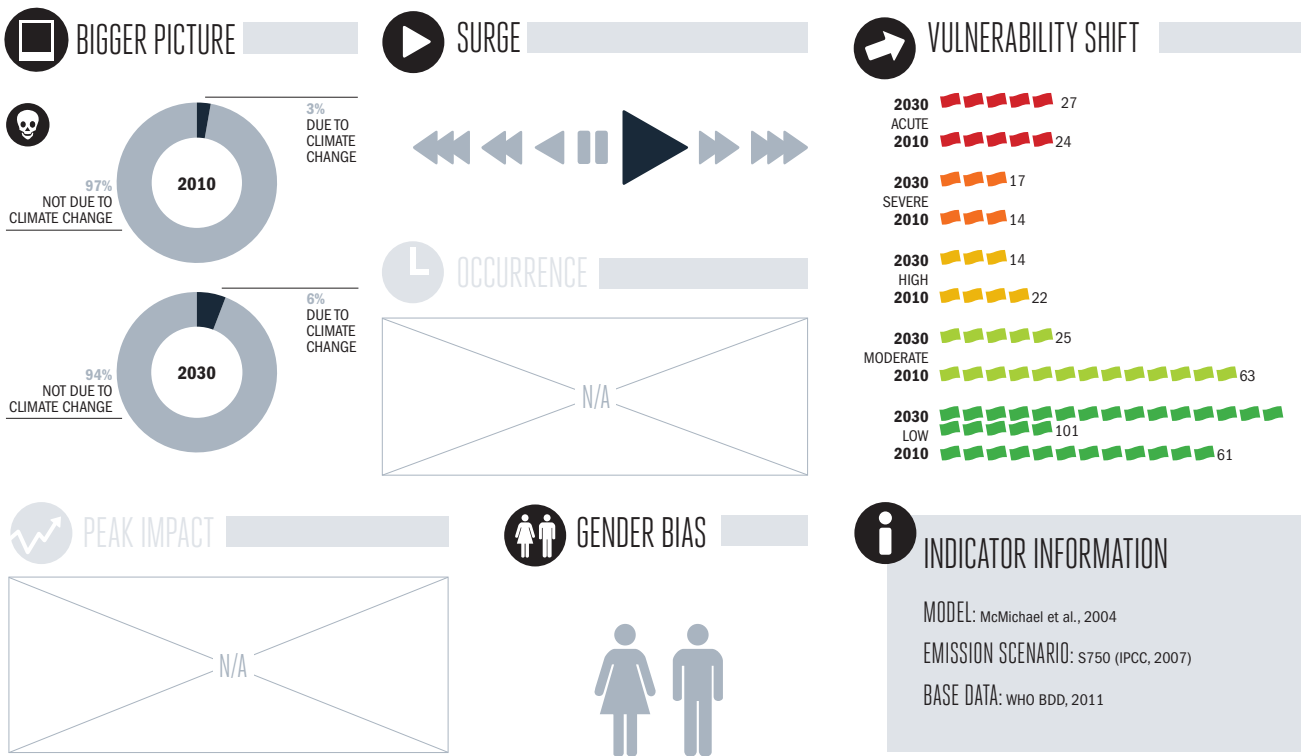 BIGGER PICTURE
3%
DUE TO
CLIMATE
CHANGE
2010
97%
NOT DUE TO
CLIMATE CHANGE
6%
DUE TO
CLIMATE
CHANGE
2030
94%
NOT DUE TO
CLIMATE CHANGE
SURGE
OCCURRENCE
N/A
VULNERABILITY SHIFT
2030 27
ACUTE
2010 24
2030 17
SEVERE
2010 14
2030 14
HIGH
2010 22
2030 25
MODERATE
2010 63
2030
LOW 101
2010 61
PEAK IMPACT
N/A
GENDER BIAS
INDICATOR INFORMATION
MODEL: McMichael et al., 2004
EMISSION SCENARIO: S750 (IPCC, 2007)
BASE DATA: WHO BDD, 2011